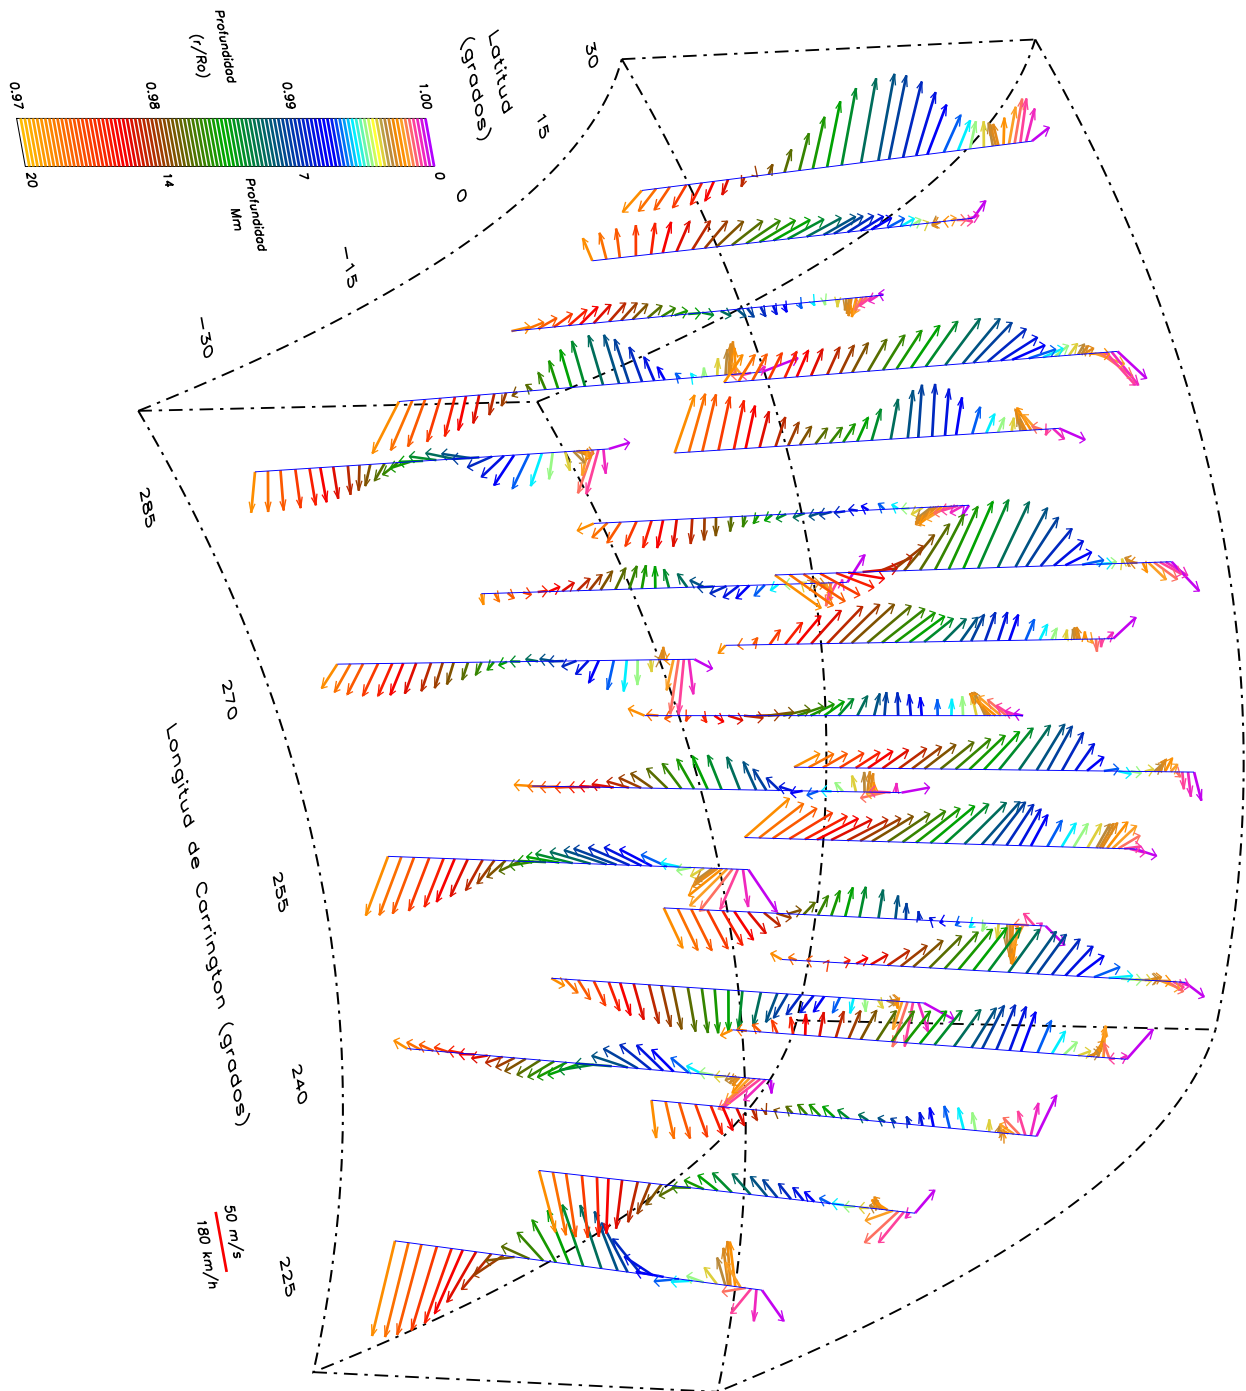 Profundidad
(r/Ro)
0.97
0.98
0.99
1.00
20
14
7
0
Profundidad
Mm
Latitud
(grados)
30
15
0
−15
−30
285
270
255
240
225
Longitud de Carrington (grados)
50 m/s
180 km/h